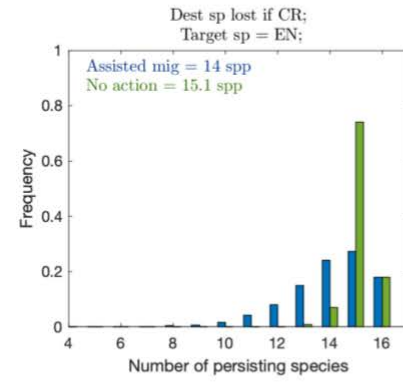 Dest sp lost if CR;
Target sp = EN;
Assisted mig = 14 spp
No action = 15.1 spp
1
0.8
0.6
0.4
0.2
0
Frequency
4 6 8 10 12 14 16
Number of persisting species